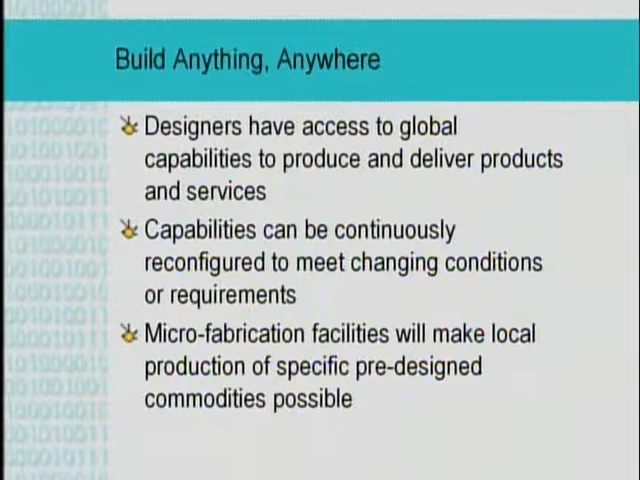 Build Anything, Anywhere
Designers have access to global
capabilities to produce and deliver products
and services
Capabilities can be continuously
reconfigured to meet changing conditions
or requirements
Micro-fabrication facilities will make local
production of specific pre-designed
commodities possible